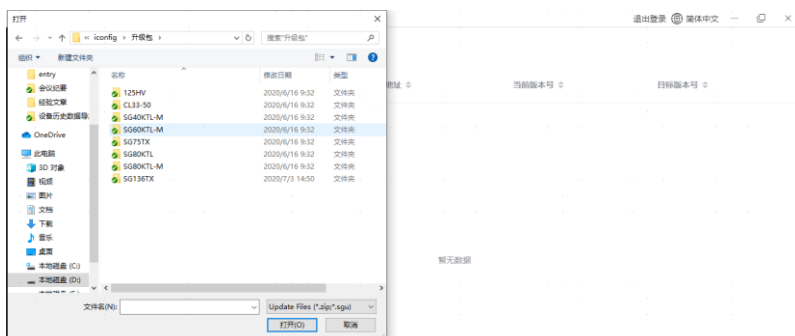 打开
退出登录 简体中文
« iconfig › 升级包 ›
搜索"升级包"
组织 新建文件夹
entry
会议纪要
经验文章
设备历史数据导
OneDrive
此电脑
3D 对象
视频
图片
文档
下载
音乐
桌面
本地磁盘 (C:)
本地磁盘 (D:)
名称 修改日期 类型
125HV 2020/6/16 9:32 文件夹
CL33-50 2020/6/16 9:32 文件夹
SG40KTL-M 2020/6/16 9:32 文件夹
SG60KTL-M 2020/6/16 9:32 文件夹
SG75TX 2020/6/16 9:32 文件夹
SG80KTL 2020/6/16 9:32 文件夹
SG80KTL-M 2020/6/16 9:32 文件夹
SG136TX 2020/7/3 14:50 文件夹
地址 当前版本号 目标版本号
暂无数据
文件名(N): Update Files (*.zip;*.sgu)
打开(O) 取消